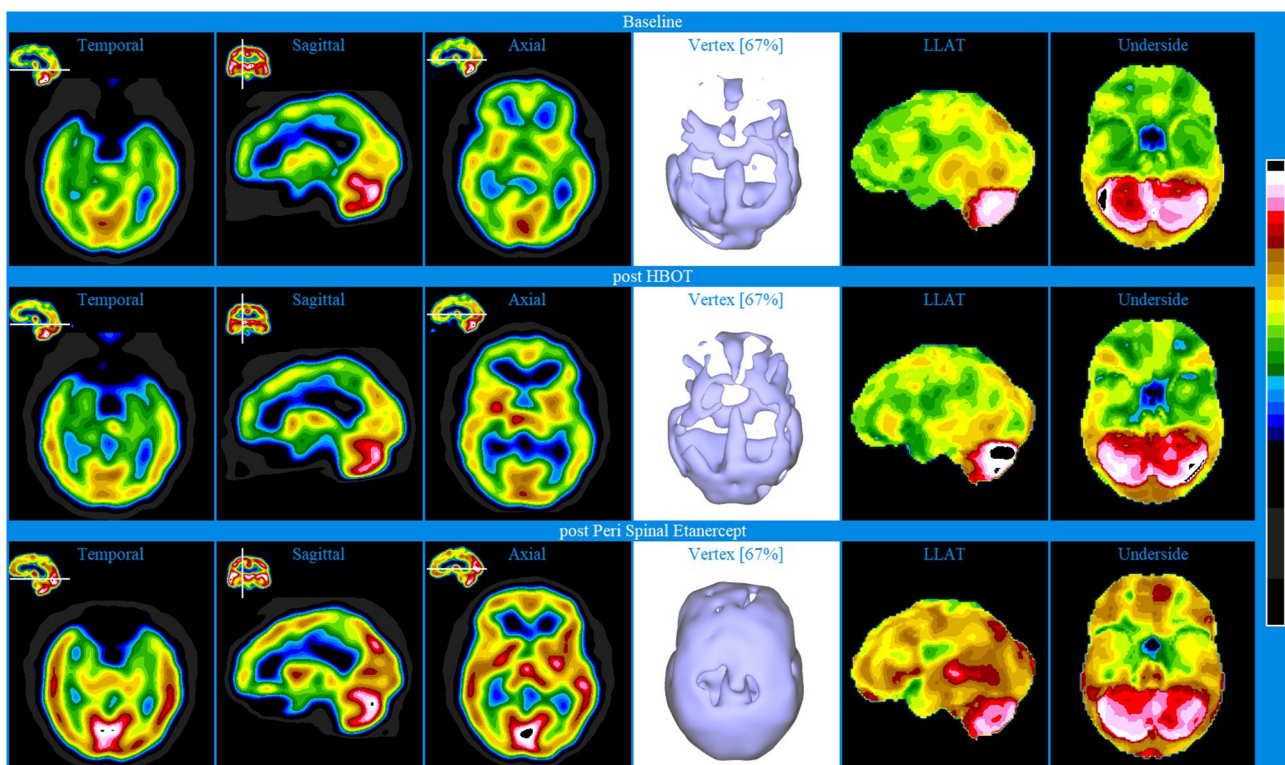 Baseline
Temporal Sagittal Axial Vertex [67%] LLAT Underside
post HBOT
Temporal Sagittal Axial Vertex [67%] LLAT Underside
post Peri Spinal Etanercept
Temporal Sagittal Axial Vertex [67%] LLAT Underside